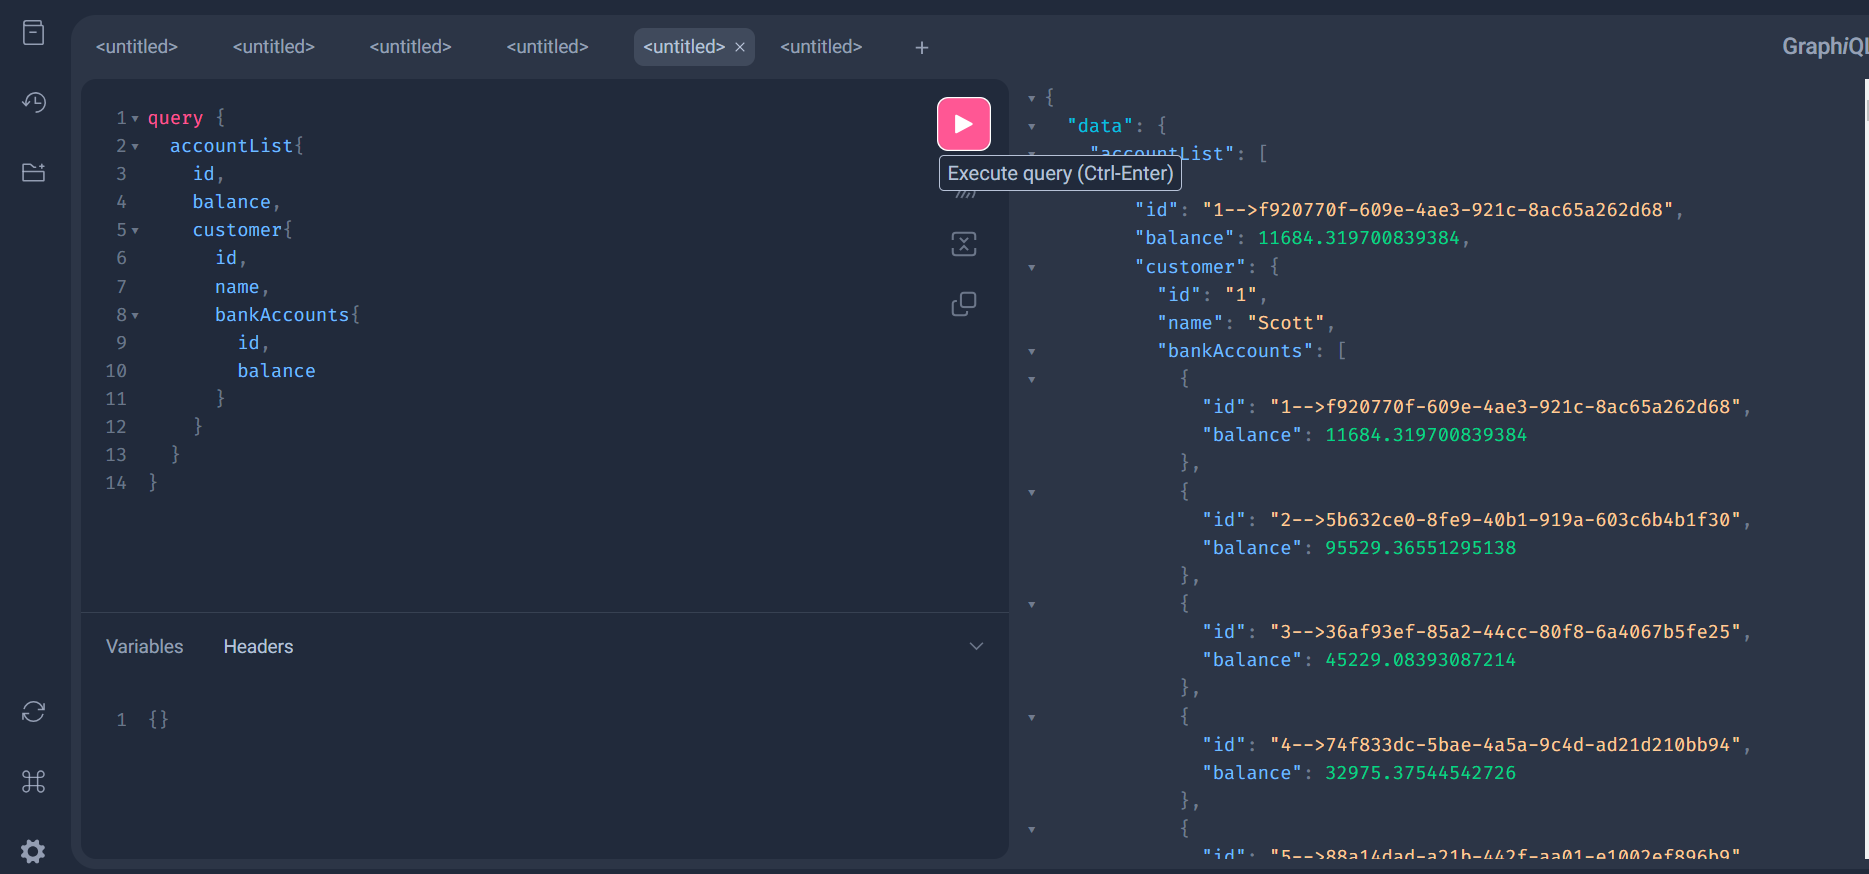 <untitled> <untitled> <untitled> <untitled> <untitled> × <untitled> +
GraphiQL
1 query {
2 accountList{
3 id,
4 balance,
5 customer{
6 id,
7 name,
8 bankAccounts{
9 id,
10 balance
11 }
12 }
13 }
14 }
Execute query (Ctrl-Enter)
Variables Headers
1 {}
{
"data": {
"accountList": [
"id": "1-->f920770f-609e-4ae3-921c-8ac65a262d68",
"balance": 11684.319700839384,
"customer": {
"id": "1",
"name": "Scott",
"bankAccounts": [
{
"id": "1-->f920770f-609e-4ae3-921c-8ac65a262d68",
"balance": 11684.319700839384
},
{
"id": "2-->5b632ce0-8fe9-40b1-919a-603c6b4b1f30",
"balance": 95529.36551295138
},
{
"id": "3-->36af93ef-85a2-44cc-80f8-6a4067b5fe25",
"balance": 45229.08393087214
},
{
"id": "4-->74f833dc-5bae-4a5a-9c4d-ad21d210bb94",
"balance": 32975.37544542726
},
{
"id": "5-->88a14dad-a21b-442f-aa01-e1002ef896b9"